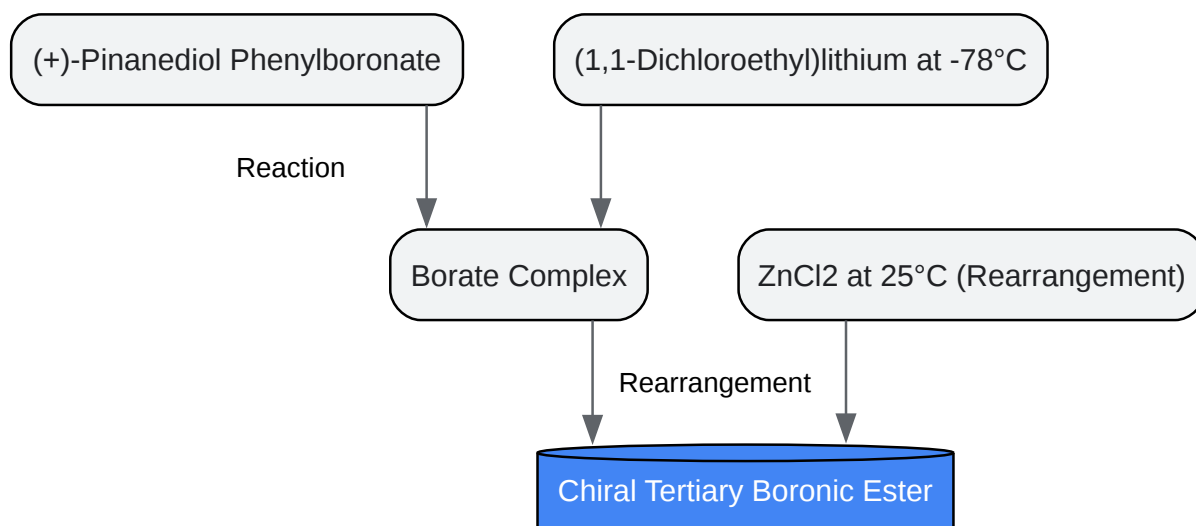 (+)-Pinanediol Phenylboronate
(1,1-Dichloroethyl)lithium at -78°C
Reaction
Borate Complex
ZnCl2 at 25°C (Rearrangement)
Rearrangement
Chiral Tertiary Boronic Ester